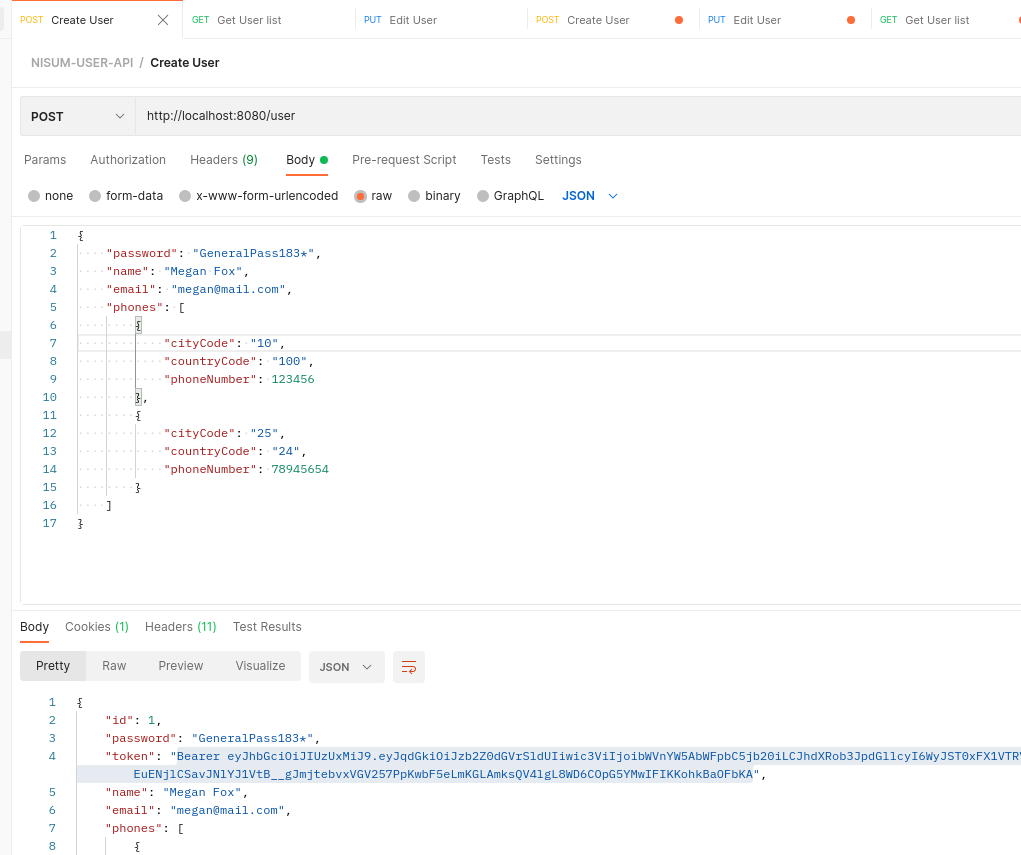 POST Create User GET Get User list PUT Edit User POST Create User PUT Edit User GET Get User list
NISUM-USER-API / Create User
POST http://localhost:8080/user
Params Authorization Headers (9) Body Pre-request Script Tests Settings
none form-data x-www-form-urlencoded raw binary GraphQL JSON
1 {
2 "password": "GeneralPass183*",
3 "name": "Megan Fox",
4 "email": "megan@mail.com",
5 "phones": [
6 {
7 "cityCode": "10",
8 "countryCode": "100",
9 "phoneNumber": 123456
10 },
11 {
12 "cityCode": "25",
13 "countryCode": "24",
14 "phoneNumber": 78945654
15 }
16 ]
17 }
Body Cookies (1) Headers (11) Test Results
Pretty Raw Preview Visualize JSON
1 {
2 "id": 1,
3 "password": "GeneralPass183*",
4 "token": "Bearer eyJhbGciOiJIUzUxMiJ9.eyJqdGkiOiJzb2Z0dGVrSldUIiwic3ViIjoibWVnYW5AbWFpbC5jb20iLCJhdXRob3JpdGllcyI6WyJST0xFX1VTR
EuENjlCSavJNlYJ1VtB__gJmjtebvxVGV257PpKwbF5eLmKGLAmksQV4lgL8WD6COpG5YMwIFIKKohkBaOFbKA",
5 "name": "Megan Fox",
6 "email": "megan@mail.com",
7 "phones": [
8 {